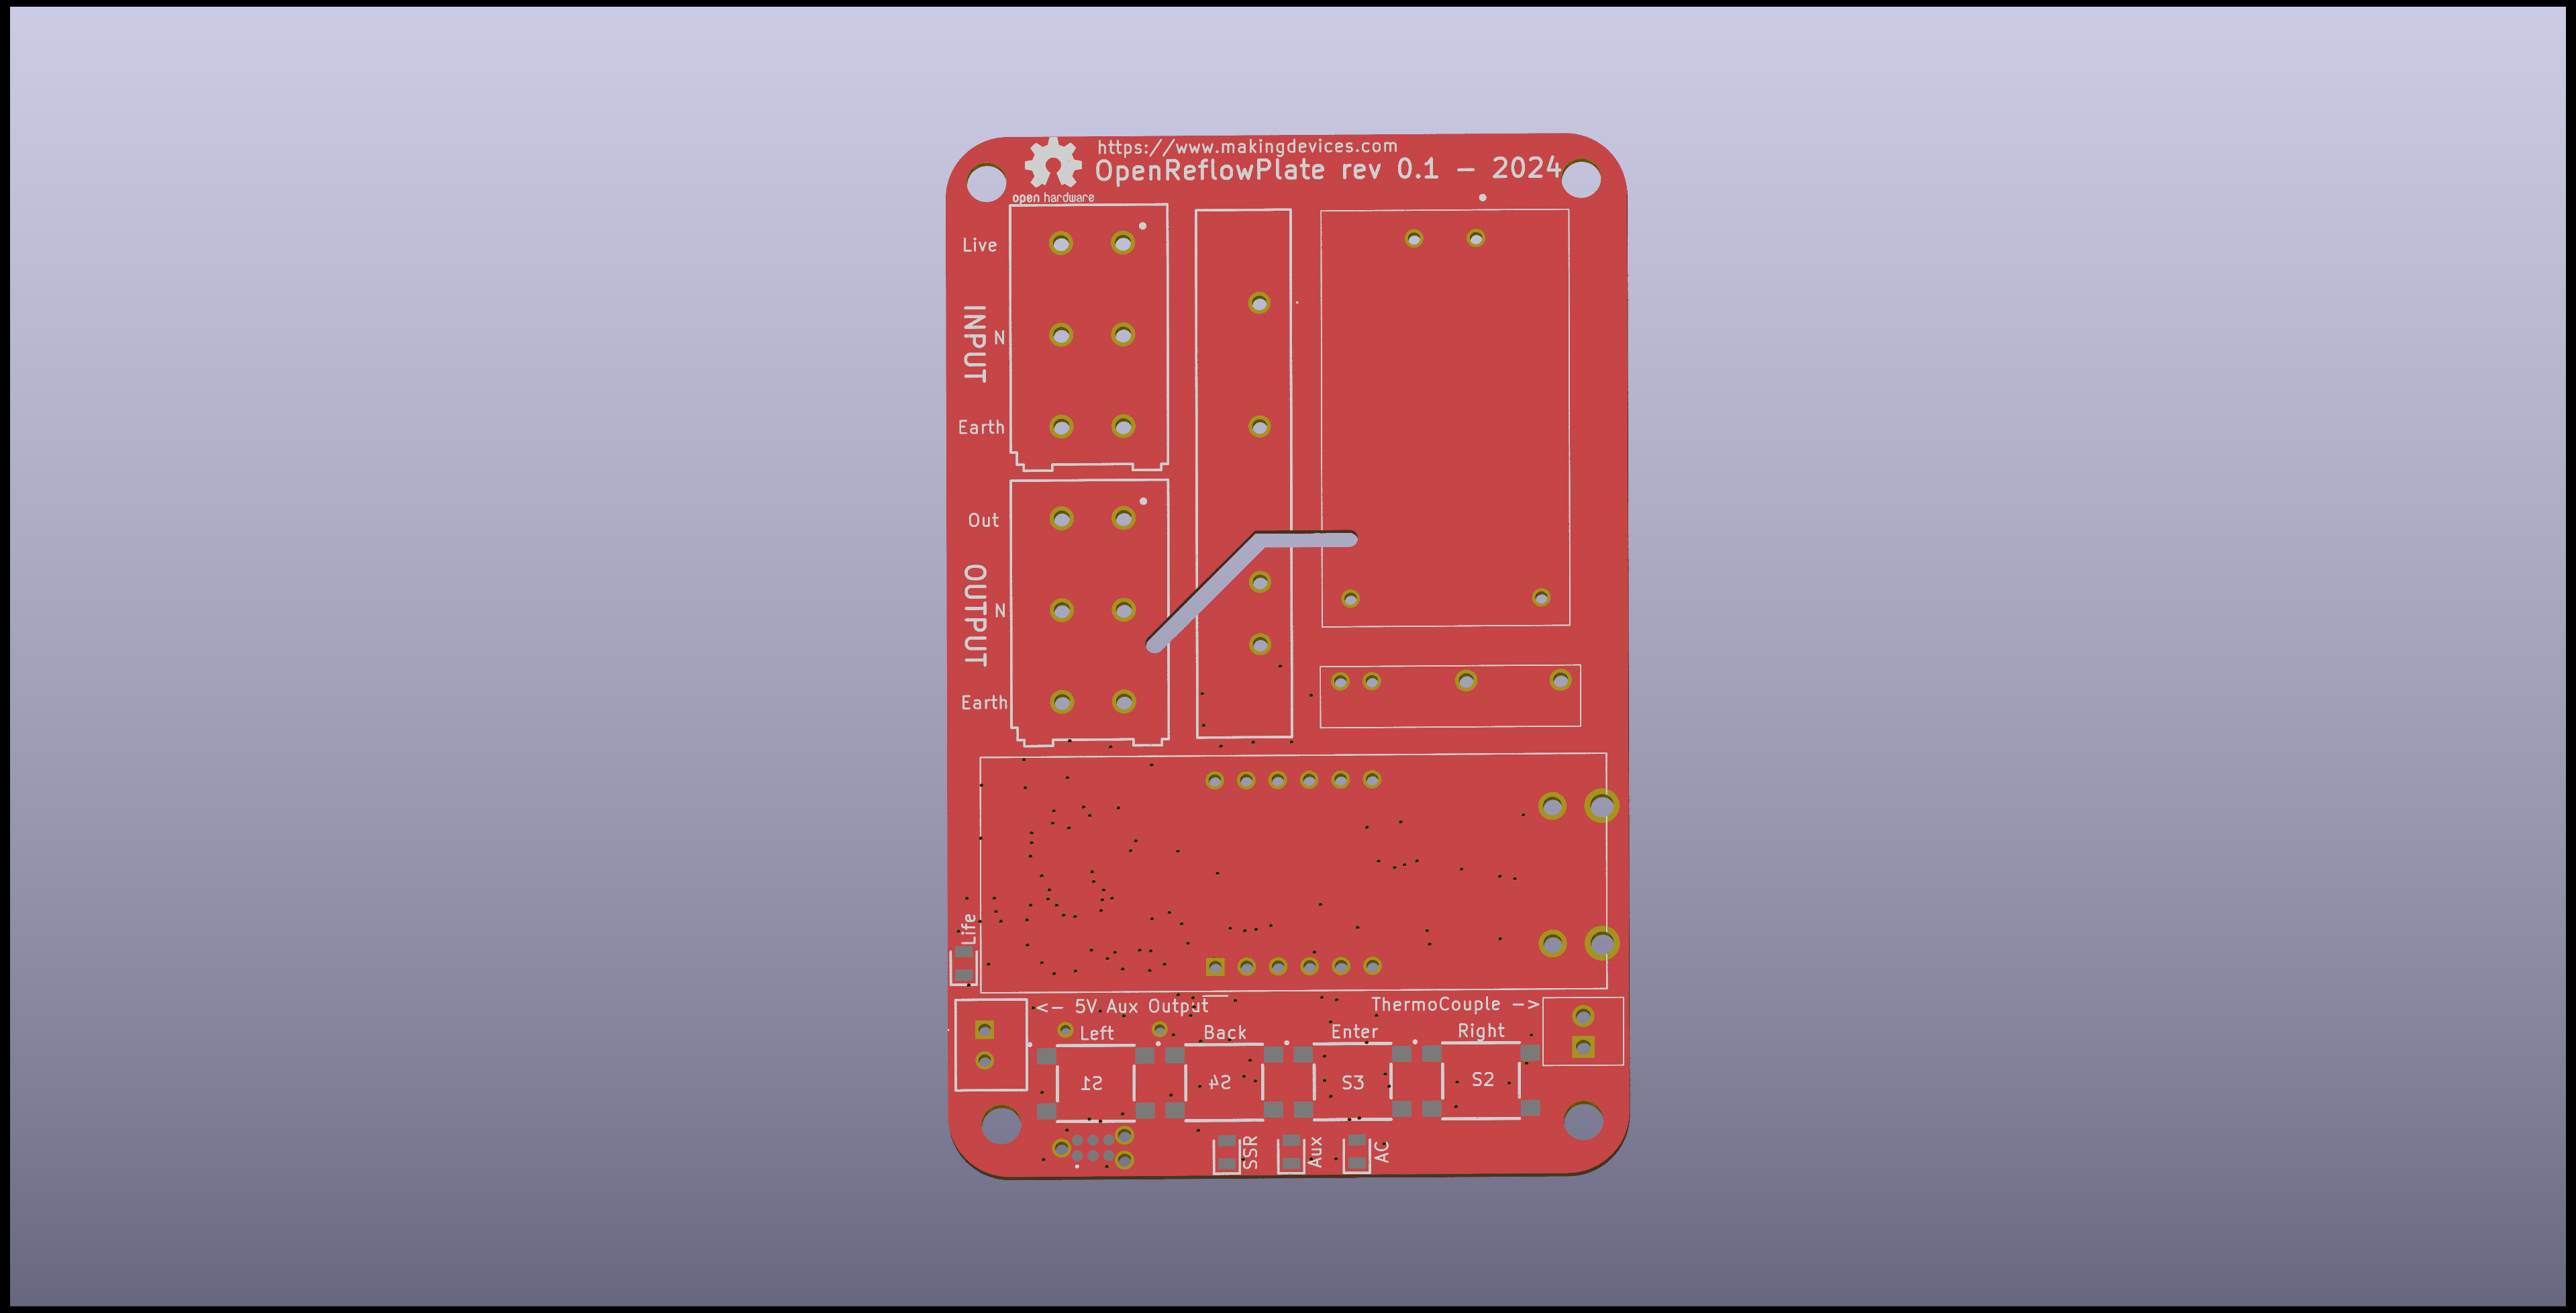 https://www.makingdevices.com
OpenReflowPlate rev 0.1 - 2024
open hardware
Live
INPUT
N
Earth
Out
OUTPUT
N
Earth
Life
<- 5V Aux Output
ThermoCouple ->
Left
Back
Enter
Right
S1
S4
S3
S2
SSR
Aux
AC